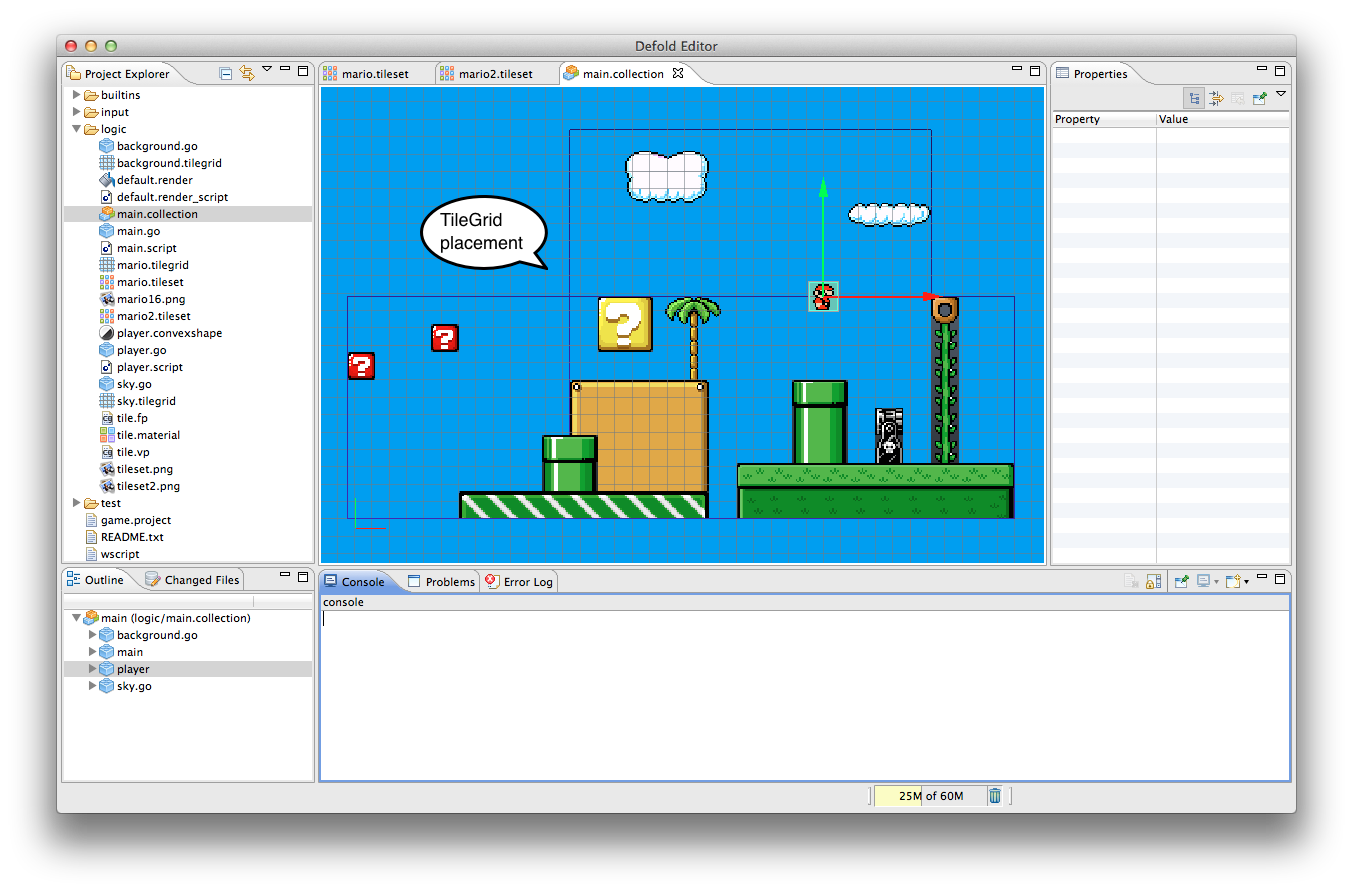 Defold Editor
Project Explorer
builtins
input
logic
background.go
background.tilegrid
default.render
default.render_script
main.collection
main.go
main.script
mario.tilegrid
mario.tileset
mario16.png
mario2.tileset
player.convexshape
player.go
player.script
sky.go
sky.tilegrid
tile.fp
tile.material
tile.vp
tileset.png
tileset2.png
test
game.project
README.txt
wscript
mario.tileset
mario2.tileset
main.collection
TileGrid
placement
?
?
?
Properties
Property Value
Outline
Changed Files
main (logic/main.collection)
background.go
main
player
sky.go
Console
Problems
Error Log
console
25M of 60M